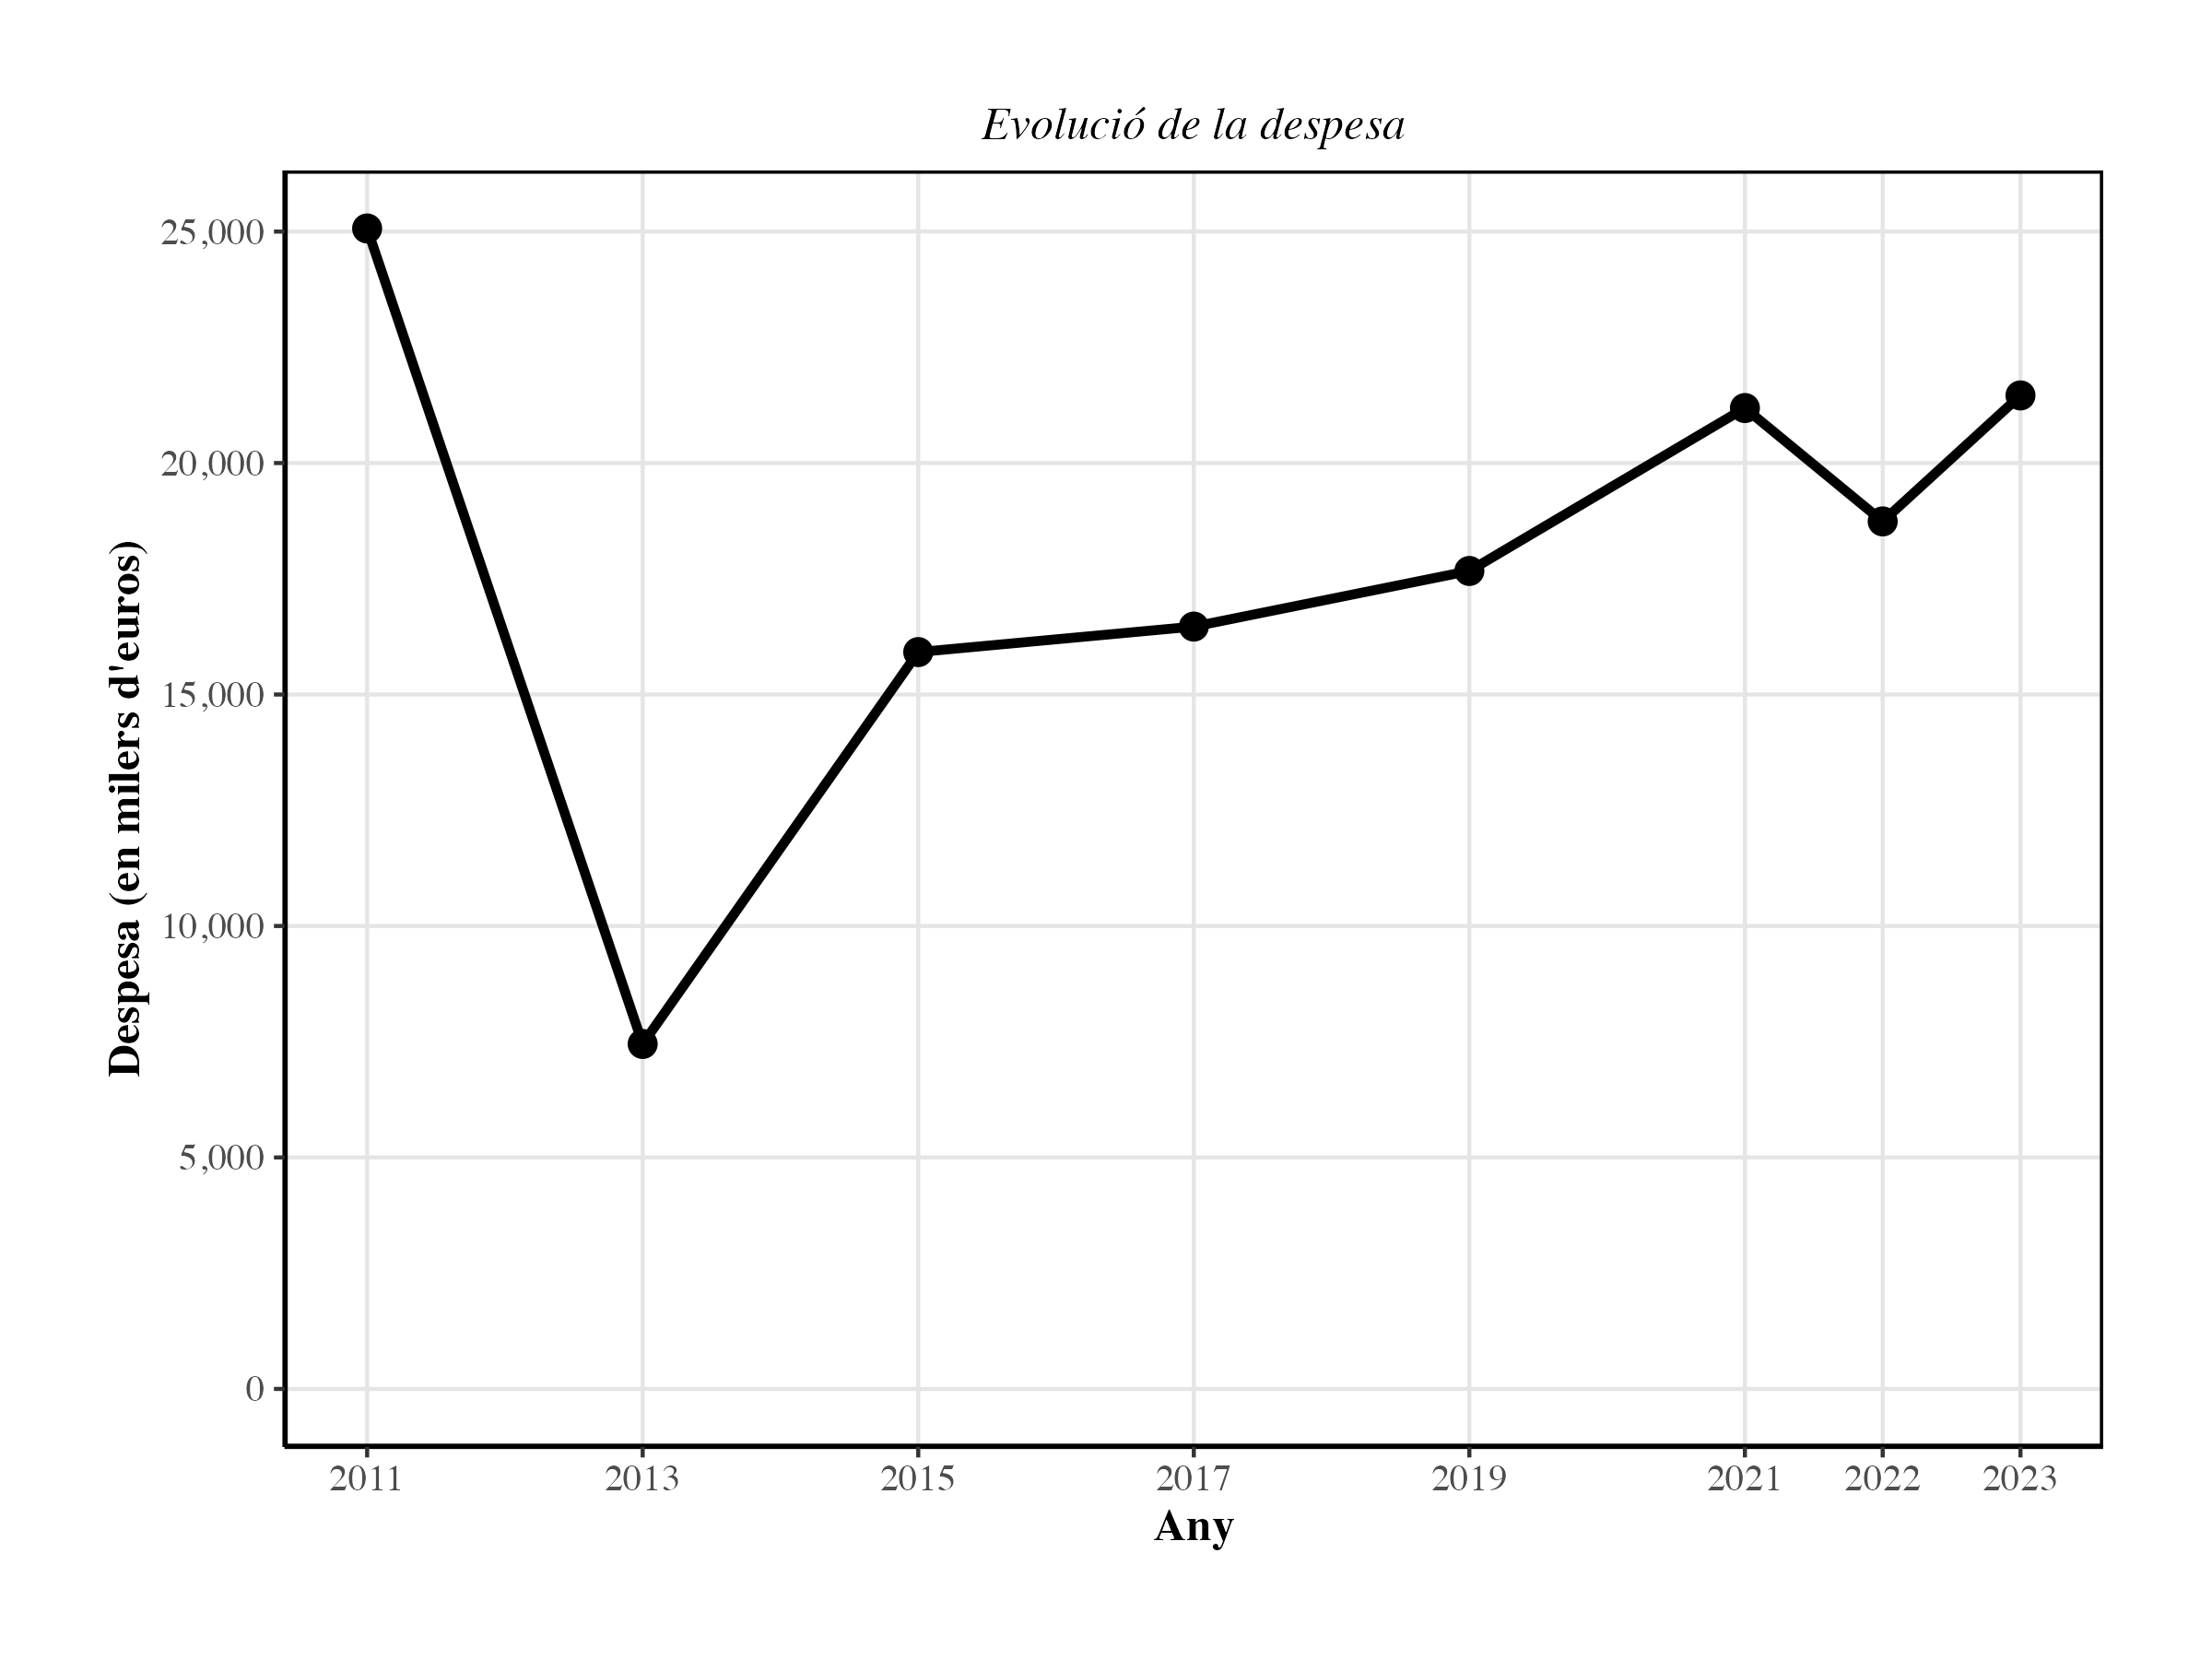 Evolució de la despesa
Despesa (en milers d'euros)
25,000
20,000
15,000
10,000
5,000
0
2011 2013 2015 2017 2019 2021 2022 2023
Any